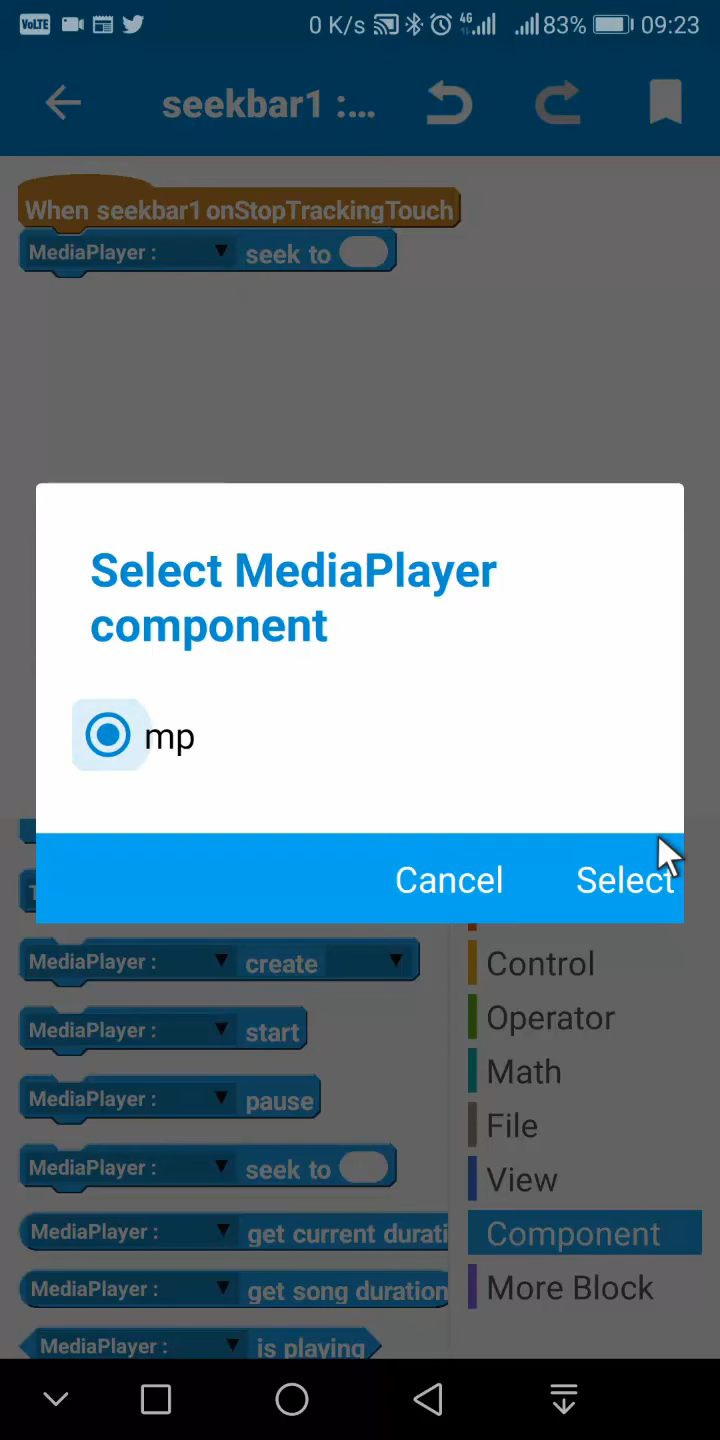 VoLTE 0 K/s 4G 83% 09:23
seekbar1 :...
When seekbar1 onStopTrackingTouch
MediaPlayer : seek to
Select MediaPlayer
component
mp
Cancel Select
MediaPlayer : create
MediaPlayer : start
MediaPlayer : pause
MediaPlayer : seek to
MediaPlayer : get current durati
MediaPlayer : get song duration
MediaPlayer : is playing
Control
Operator
Math
File
View
Component
More Block